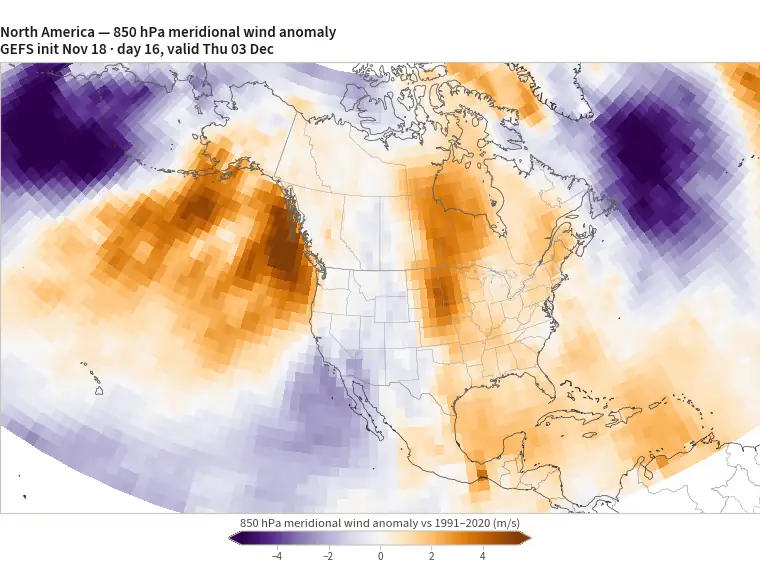 North America — 850 hPa meridional wind anomaly
GEFS init Nov 18 · day 16, valid Thu 03 Dec
850 hPa meridional wind anomaly vs 1991–2020 (m/s)
−4 −2 0 2 4